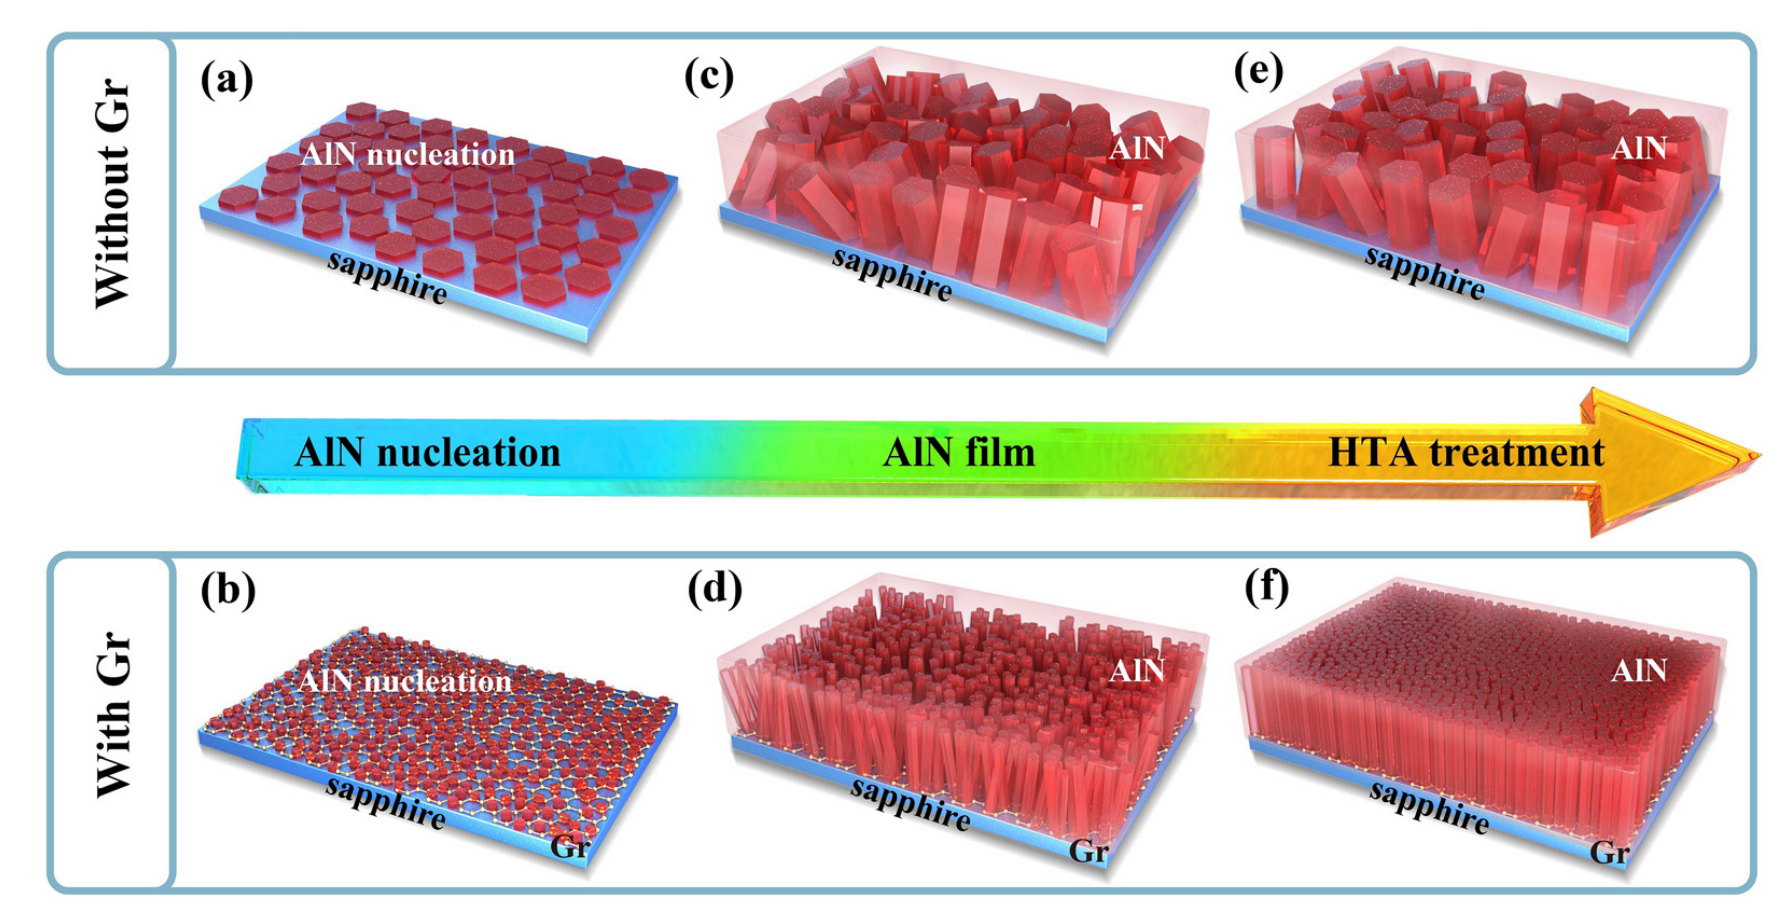 Without Gr
(a)
AlN nucleation
sapphire
(c)
AlN
sapphire
(e)
AlN
sapphire
AlN nucleation
AlN film
HTA treatment
With Gr
(b)
AlN nucleation
sapphire
Gr
(d)
AlN
sapphire
Gr
(f)
AlN
sapphire
Gr